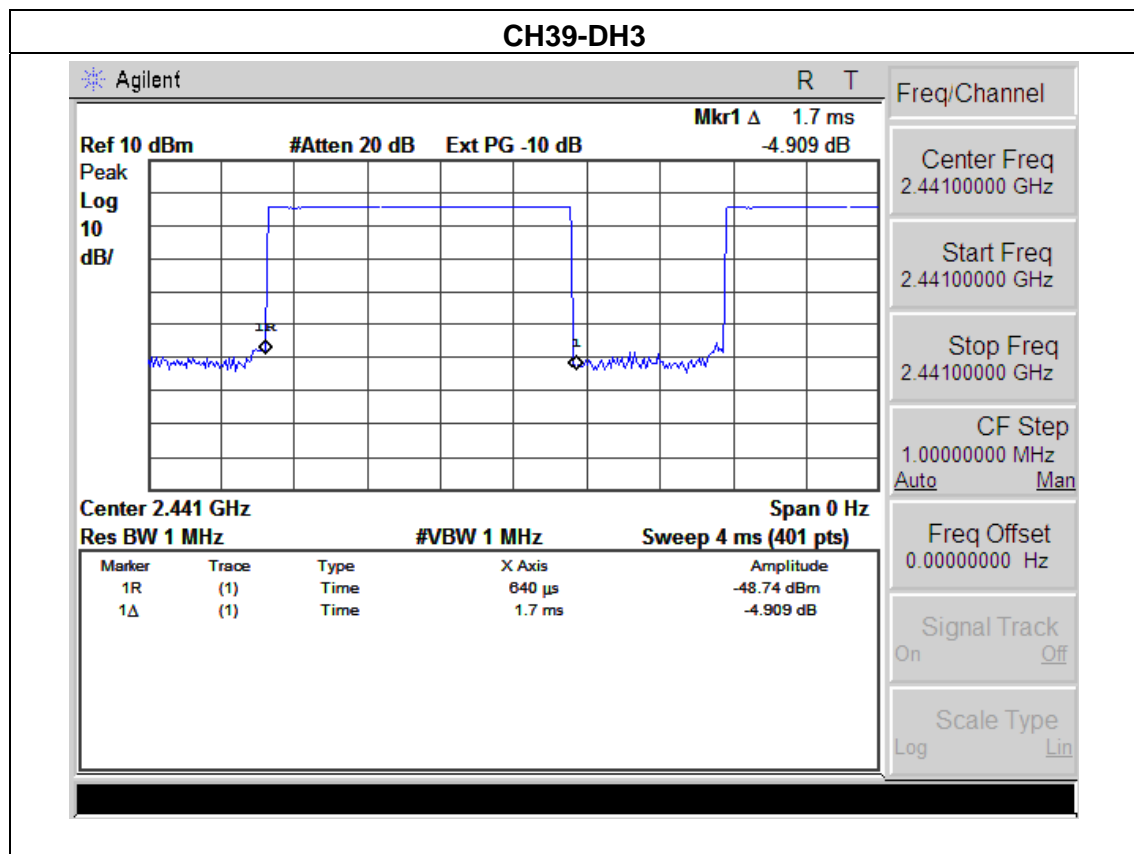 CH39-DH3
Agilent R T
Mkr1 Δ 1.7 ms
Ref 10 dBm #Atten 20 dB Ext PG -10 dB -4.909 dB
Peak
Log
10
dB/
1R
1
Center 2.441 GHz Span 0 Hz
Res BW 1 MHz #VBW 1 MHz Sweep 4 ms (401 pts)
Marker Trace Type X Axis Amplitude
1R (1) Time 640 µs -48.74 dBm
1Δ (1) Time 1.7 ms -4.909 dB
Freq/Channel
Center Freq
2.44100000 GHz
Start Freq
2.44100000 GHz
Stop Freq
2.44100000 GHz
CF Step
1.00000000 MHz
Auto Man
Freq Offset
0.00000000 Hz
Signal Track
On Off
Scale Type
Log Lin